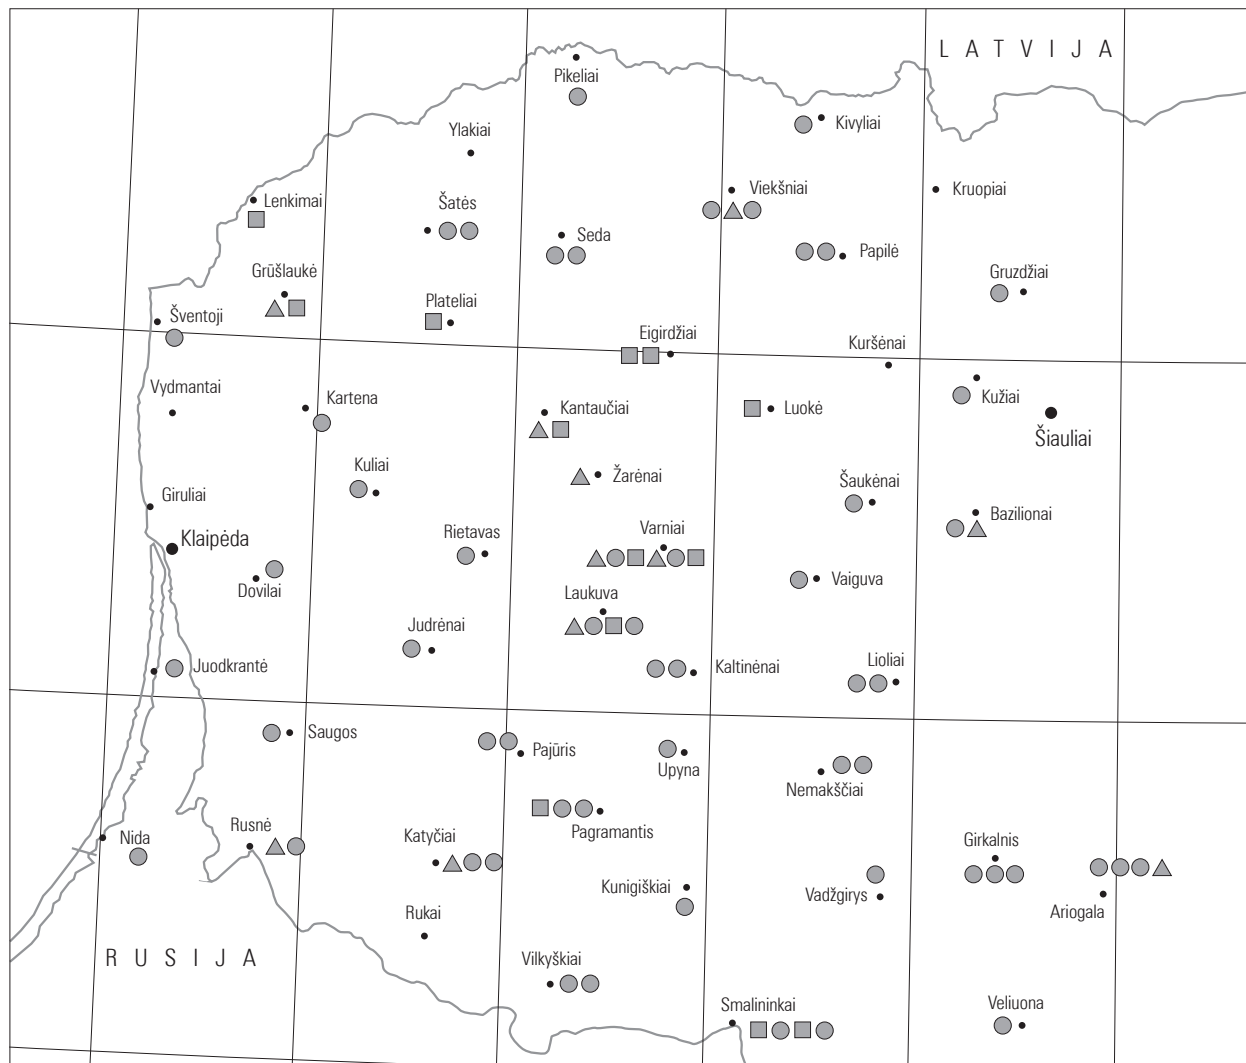 LATVIJA
Pikeliai
Ylakiai
Kivyliai
Lenkimai
Šatės
Viekšniai
Kruopiai
Seda
Papilė
Grūšlaukė
Plateliai
Gruzdžiai
Šventoji
Eigirdžiai
Kuršėnai
Vydmantai
Kartena
Kantaučiai
Luokė
Kužiai
Šiauliai
Kuliai
Žarėnai
Šaukėnai
Giruliai
Bazilionai
Klaipėda
Rietavas
Varniai
Dovilai
Laukuva
Vaiguva
Judrėnai
Juodkrantė
Kaltinėnai
Lioliai
Saugos
Pajūris
Upyna
Nemakščiai
Nida
Rusnė
Katyčiai
Pagramantis
Girkalnis
Kunigiškiai
Vadžgirys
Ariogala
Rukai
RUSIJA
Vilkyškiai
Smalininkai
Veliuona